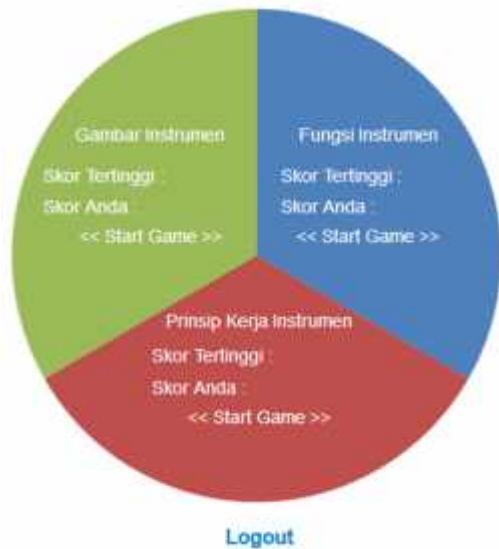 Gambar Instrumen
Skor Tertinggi :
Skor Anda
<< Start Game >>
Fungsi Instrumen
Skor Tertinggi :
Skor Anda :
<< Start Game >>
Prinsip Kerja Instrumen
Skor Tertinggi :
Skor Anda :
<< Start Game >>
Logout